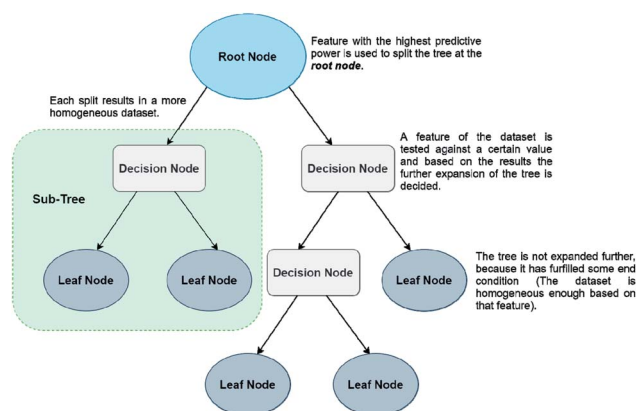 Root Node
Feature with the highest predictive
power is used to split the tree at the
root node.
Each split results in a more
homogeneous dataset.
Decision Node
Decision Node
A feature of the dataset is
tested against a certain value
and based on the results the
further expansion of the tree is
decided.
Sub-Tree
Leaf Node
Leaf Node
Decision Node
Leaf Node
The tree is not expanded further,
because it has furfilled some end
condition (The dataset is
homogeneous enough based on
that feature).
Leaf Node
Leaf Node